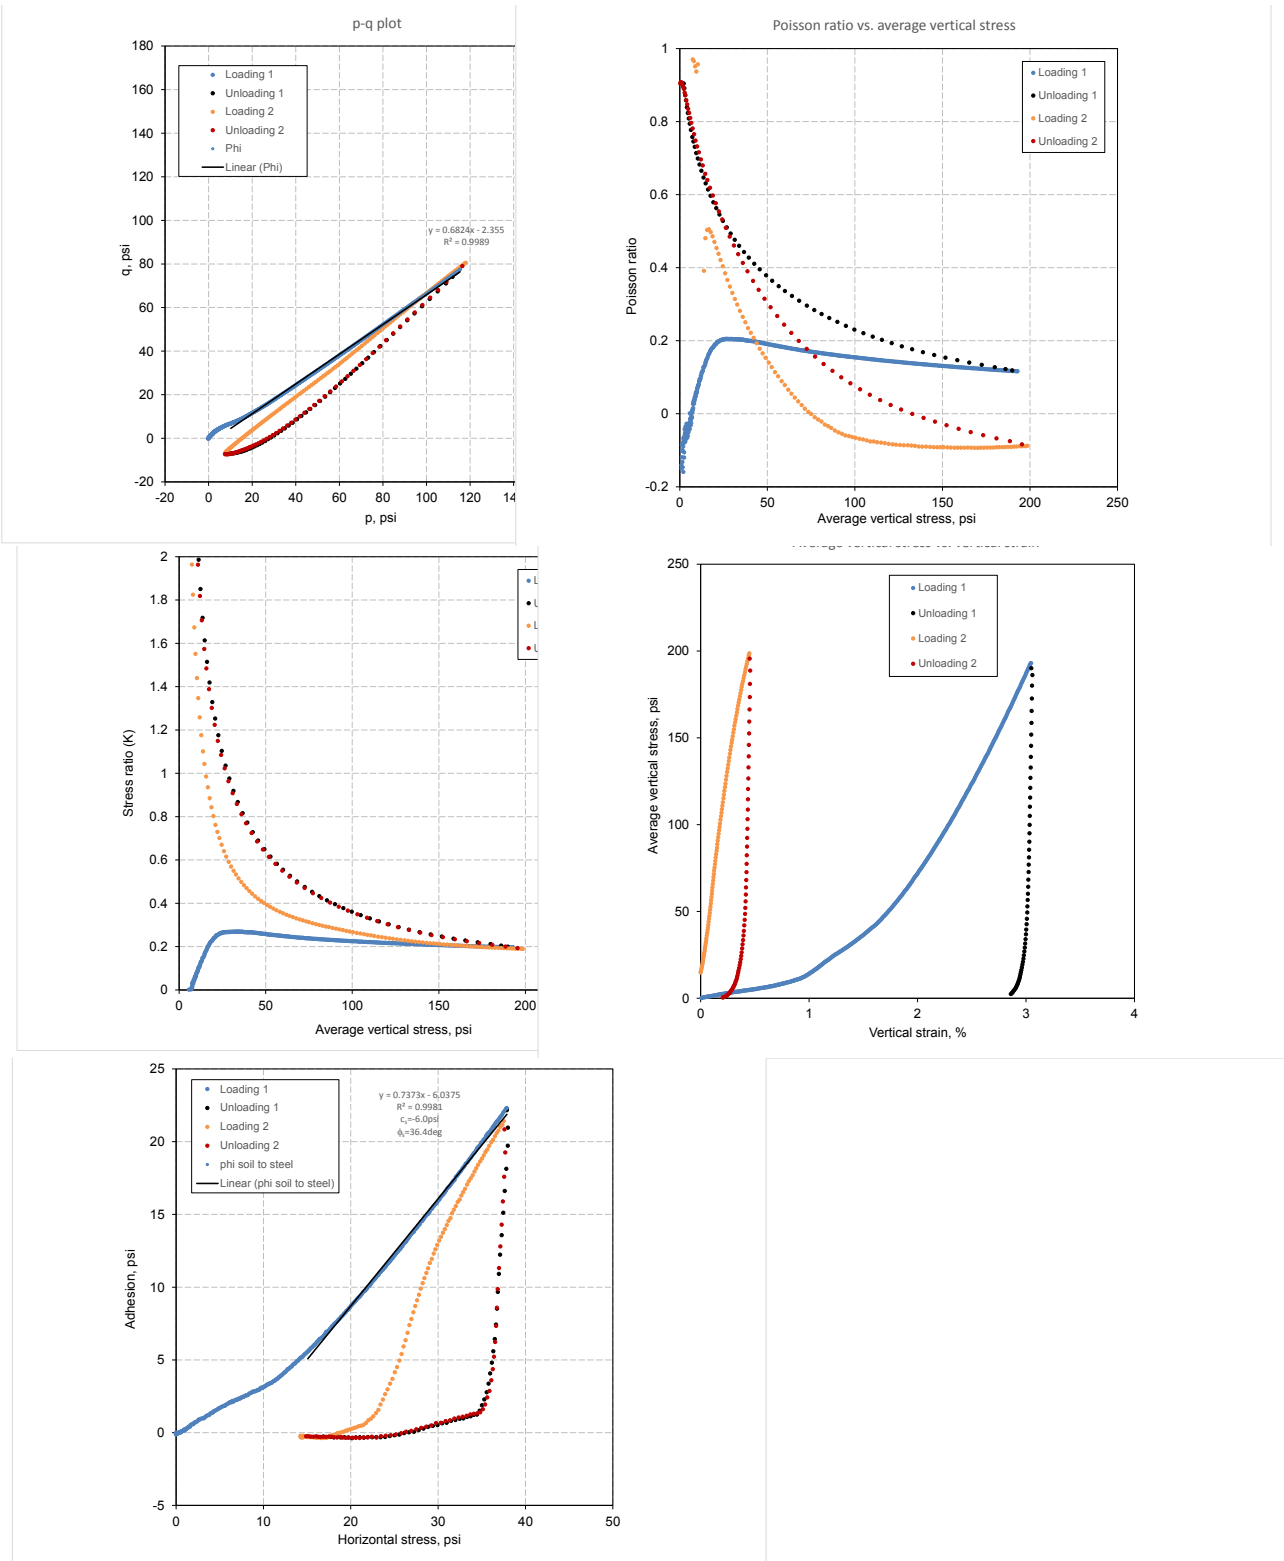 p-q plot
180
160
140
120
100
80
60
40
20
0
-20
-20
0
20
40
60
80
100
120
14
q, psi
p, psi
Loading 1
Unloading 1
Loading 2
Unloading 2
Phi
Linear (Phi)
y = 0.6824x - 2.355
R² = 0.9989
Poisson ratio vs. average vertical stress
1
0.8
0.6
0.4
0.2
0
-0.2
0
50
100
150
200
250
Poisson ratio
Average vertical stress, psi
Loading 1
Unloading 1
Loading 2
Unloading 2
2
1.8
1.6
1.4
1.2
1
0.8
0.6
0.4
0.2
0
0
50
100
150
200
Stress ratio (K)
Average vertical stress, psi
L
U
L
U
250
200
150
100
50
0
0
1
2
3
4
Average vertical stress, psi
Vertical strain, %
Loading 1
Unloading 1
Loading 2
Unloading 2
25
20
15
10
5
0
-5
0
10
20
30
40
50
Adhesion, psi
Horizontal stress, psi
Loading 1
Unloading 1
Loading 2
Unloading 2
phi soil to steel
Linear (phi soil to steel)
y = 0.7373x - 6.0375
R² = 0.9981
cₛ=-6.0psi
ϕₛ=36.4deg